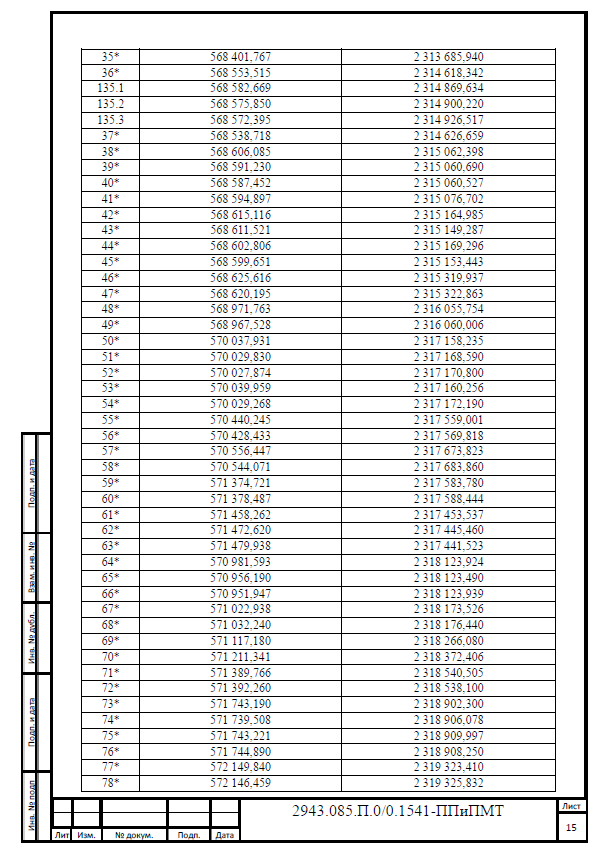 35* 568 401,767 2 313 685,940
36* 568 553,515 2 314 618,342
135.1 568 582,669 2 314 869,634
135.2 568 575,850 2 314 900,220
135.3 568 572,395 2 314 926,517
37* 568 538,718 2 314 626,659
38* 568 606,085 2 315 062,398
39* 568 591,230 2 315 060,690
40* 568 587,452 2 315 060,527
41* 568 594,897 2 315 076,702
42* 568 615,116 2 315 164,985
43* 568 611,521 2 315 149,287
44* 568 602,806 2 315 169,296
45* 568 599,651 2 315 153,443
46* 568 625,616 2 315 319,937
47* 568 620,195 2 315 322,863
48* 568 971,763 2 316 055,754
49* 568 967,528 2 316 060,006
50* 570 037,931 2 317 158,235
51* 570 029,830 2 317 168,590
52* 570 027,874 2 317 170,800
53* 570 039,959 2 317 160,256
54* 570 029,268 2 317 172,190
55* 570 440,245 2 317 559,001
56* 570 428,433 2 317 569,818
57* 570 556,447 2 317 673,823
58* 570 544,071 2 317 683,860
59* 571 374,721 2 317 583,780
60* 571 378,487 2 317 588,444
61* 571 458,262 2 317 453,537
62* 571 472,620 2 317 445,460
63* 571 479,938 2 317 441,523
64* 570 981,593 2 318 123,924
65* 570 956,190 2 318 123,490
66* 570 951,947 2 318 123,939
67* 571 022,938 2 318 173,526
68* 571 032,240 2 318 176,440
69* 571 117,180 2 318 266,080
70* 571 211,341 2 318 372,406
71* 571 389,766 2 318 540,505
72* 571 392,260 2 318 538,100
73* 571 743,190 2 318 902,300
74* 571 739,508 2 318 906,078
75* 571 743,221 2 318 909,997
76* 571 744,890 2 318 908,250
77* 572 149,840 2 319 323,410
78* 572 146,459 2 319 325,832
Подп. и дата
Взам. инв. №
Инв. № дубл.
Подп. и дата
Инв. № подп
Лит Изм. № докум. Подп. Дата
2943.085.П.0/0.1541-ППиПМТ
Лист
15